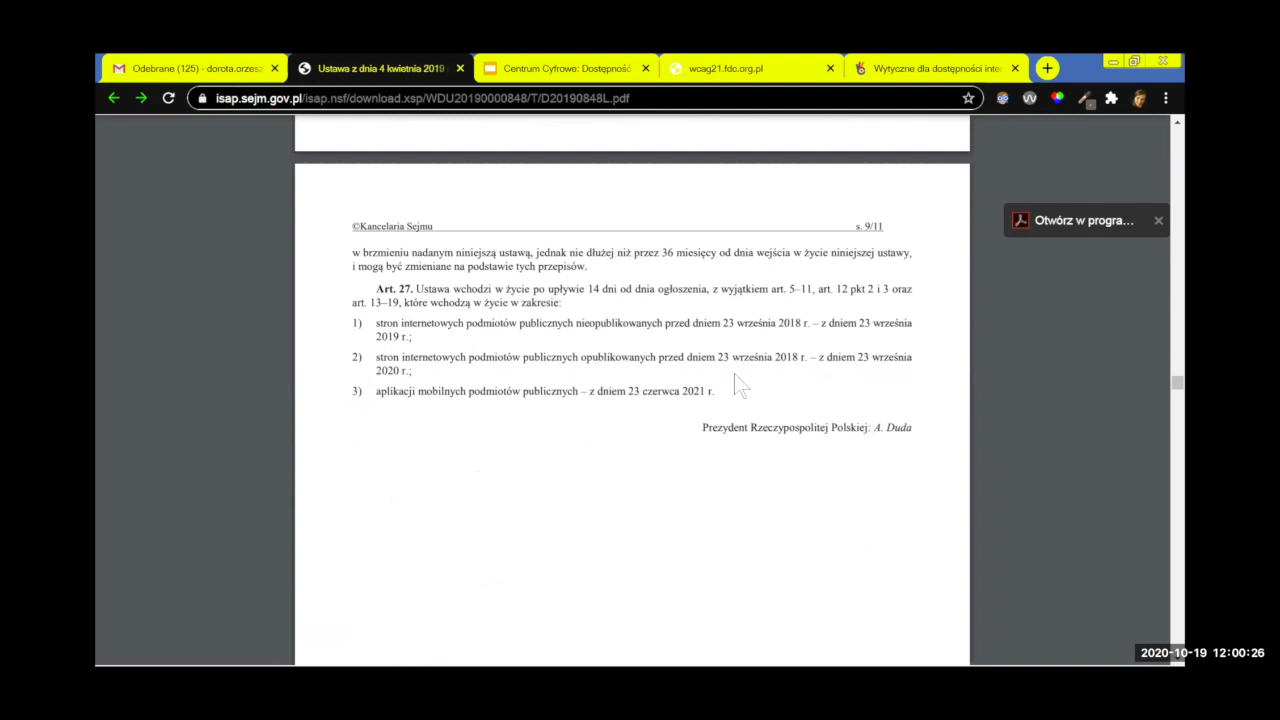 Odebrane (125) - dorota.orzesz
Ustawa z dnia 4 kwietnia 2019
Centrum Cyfrowe: Dostępność
wcag21.fdc.org.pl
Wytyczne dla dostępności inte
isap.sejm.gov.pl/isap.nsf/download.xsp/WDU20190000848/T/D20190848L.pdf
Otwórz w progra...
©Kancelaria Sejmu s. 9/11
w brzmieniu nadanym niniejszą ustawą, jednak nie dłużej niż przez 36 miesięcy od dnia wejścia w życie niniejszej ustawy,
i mogą być zmieniane na podstawie tych przepisów.
Art. 27. Ustawa wchodzi w życie po upływie 14 dni od dnia ogłoszenia, z wyjątkiem art. 5–11, art. 12 pkt 2 i 3 oraz
art. 13–19, które wchodzą w życie w zakresie:
1) stron internetowych podmiotów publicznych nieopublikowanych przed dniem 23 września 2018 r. – z dniem 23 września
2019 r.;
2) stron internetowych podmiotów publicznych opublikowanych przed dniem 23 września 2018 r. – z dniem 23 września
2020 r.;
3) aplikacji mobilnych podmiotów publicznych – z dniem 23 czerwca 2021 r.
Prezydent Rzeczypospolitej Polskiej: A. Duda
2020-10-19 12:00:26